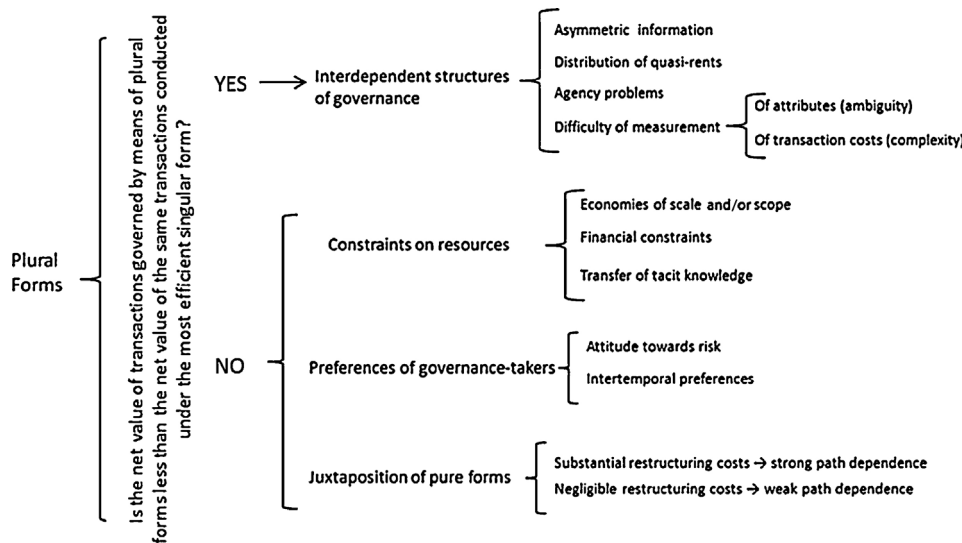 Plural
Forms
Is the net value of transactions governed by means of plural
forms less than the net value of the same transactions conducted
under the most efficient singular form?
YES →
Interdependent structures
of governance
Asymmetric information
Distribution of quasi-rents
Agency problems
Difficulty of measurement
Of attributes (ambiguity)
Of transaction costs (complexity)
NO
Constraints on resources
Economies of scale and/or scope
Financial constraints
Transfer of tacit knowledge
Preferences of governance-takers
Attitude towards risk
Intertemporal preferences
Juxtaposition of pure forms
Substantial restructuring costs → strong path dependence
Negligible restructuring costs → weak path dependence